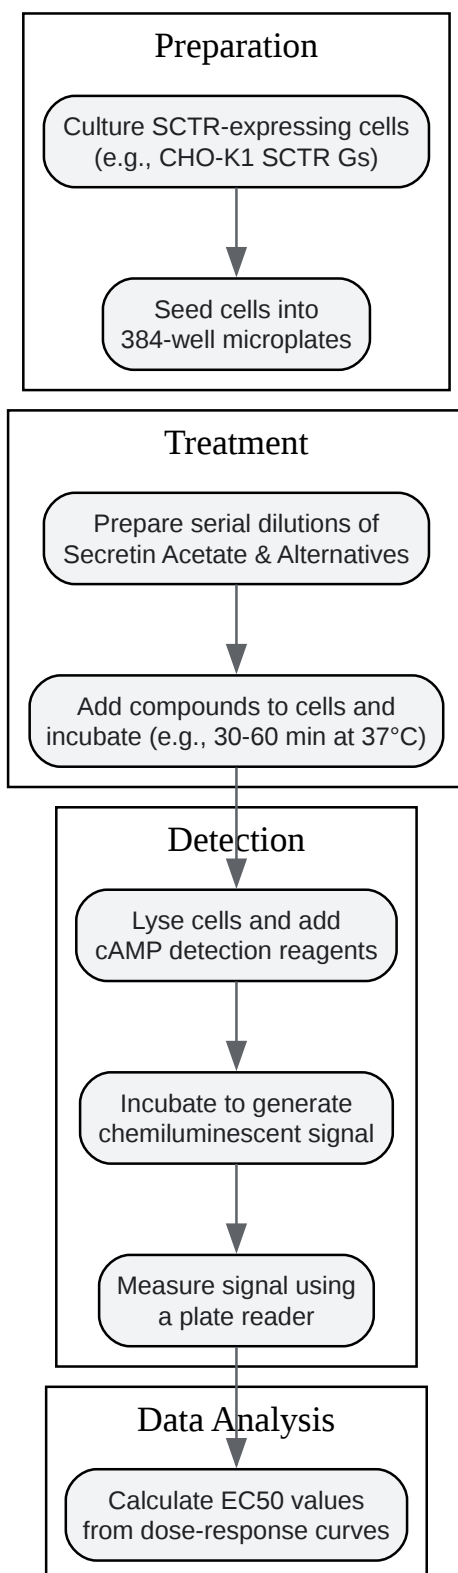 Preparation
Culture SCTR-expressing cells
(e.g., CHO-K1 SCTR Gs)
Seed cells into
384-well microplates
Treatment
Prepare serial dilutions of
Secretin Acetate & Alternatives
Add compounds to cells and
incubate (e.g., 30-60 min at 37°C)
Detection
Lyse cells and add
cAMP detection reagents
Incubate to generate
chemiluminescent signal
Measure signal using
a plate reader
Data Analysis
Calculate EC50 values
from dose-response curves